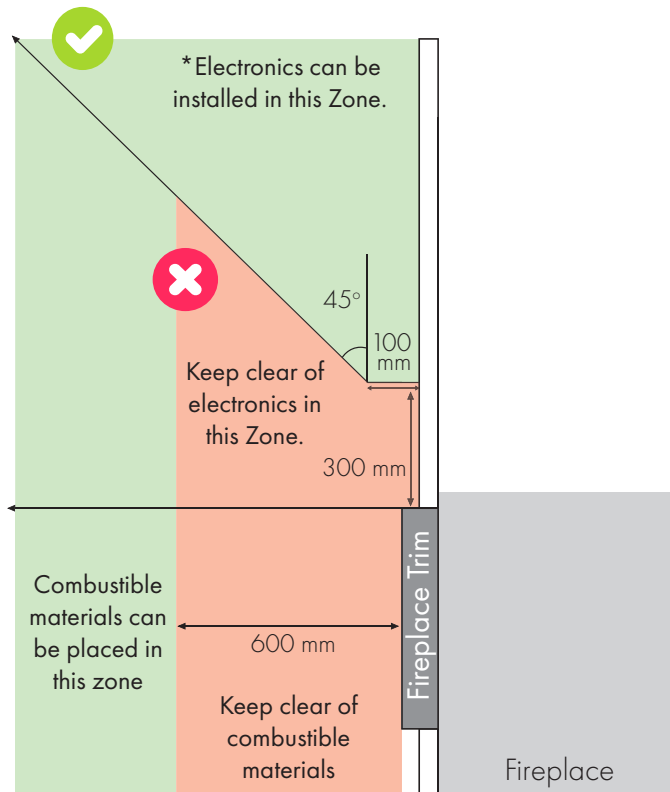 *Electronics can be
installed in this Zone.
45°
100
mm
Keep clear of
electronics in
this Zone.
300 mm
Combustible
materials can
be placed in
this zone
600 mm
Fireplace Trim
Keep clear of
combustible
materials
Fireplace